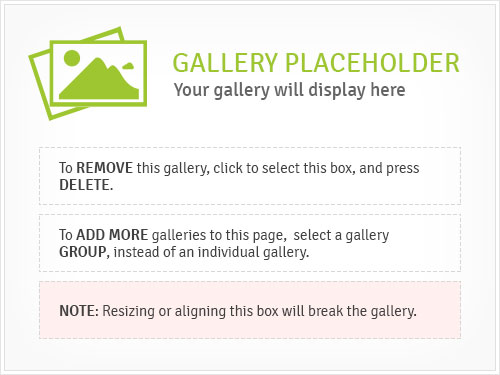 GALLERY PLACEHOLDER
Your gallery will display here
To REMOVE this gallery, click to select this box, and press
DELETE.
To ADD MORE galleries to this page,  select a gallery
GROUP, instead of an individual gallery.
NOTE: Resizing or aligning this box will break the gallery.